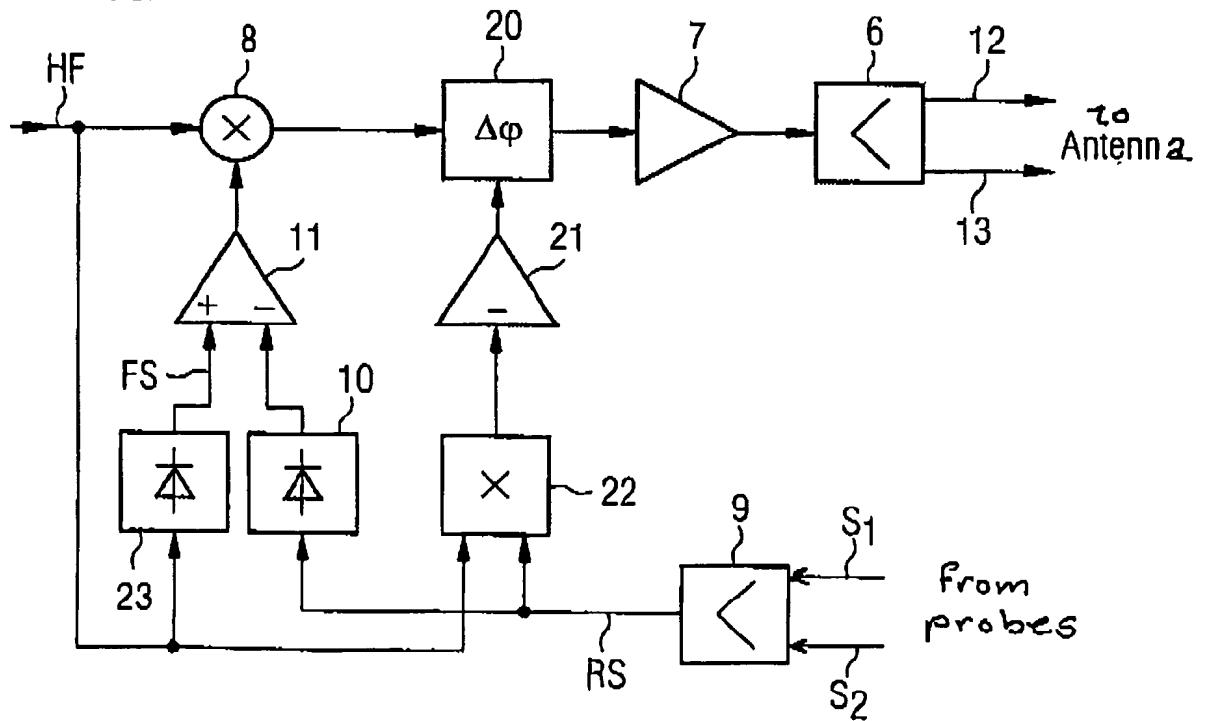 8
20
7
6
12
HF
×
Δφ
to
Antenna
13
11
21
+ −
−
FS
10
×
22
9
S1
23
from
probes
RS
S2